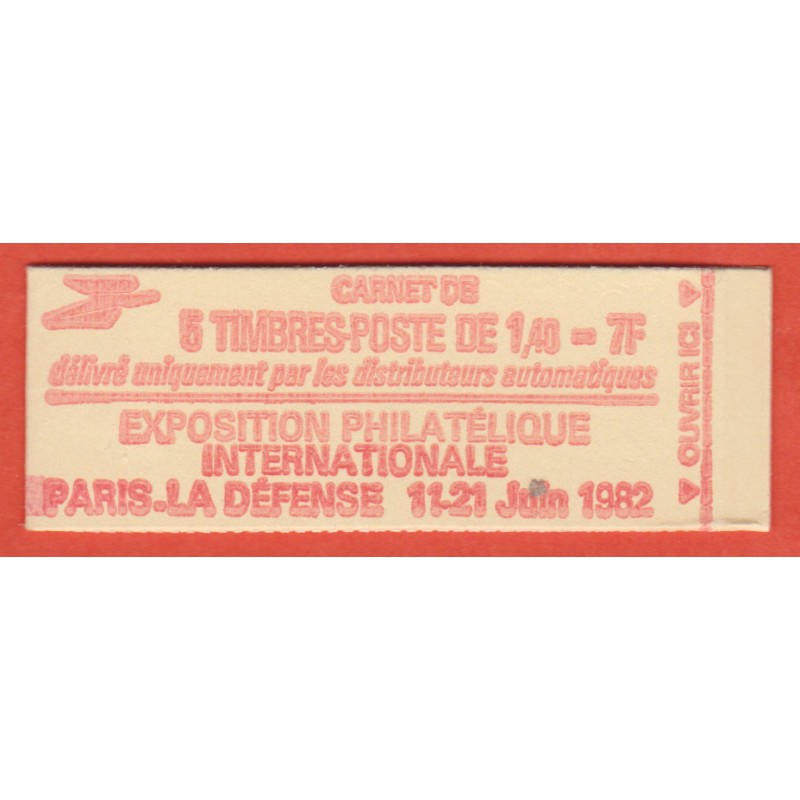 CARNET DE
5 TIMBRES-POSTE DE 1,40 = 7F
délivré uniquement par les distributeurs automatiques
EXPOSITION PHILATÉLIQUE
INTERNATIONALE
PARIS-LA DÉFENSE 11-21 Juin 1982
OUVRIR ICI